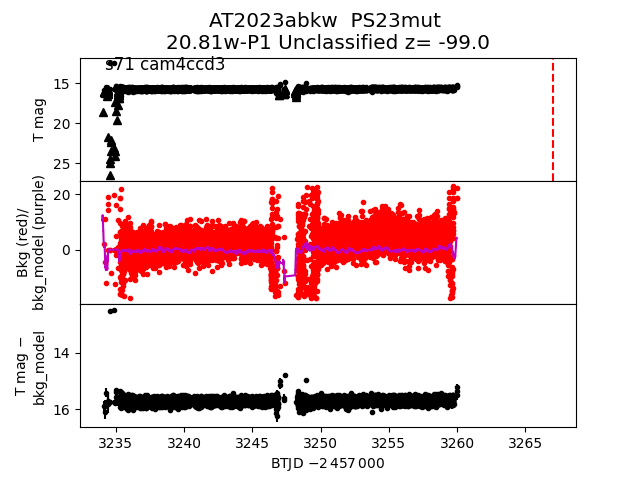 AT2023abkw  PS23mut
20.81w-P1 Unclassified z= -99.0
s71 cam4ccd3
T mag
15
20
25
Bkg (red)/
bkg_model (purple)
20
0
T mag −
bkg_model
14
16
3235
3240
3245
3250
3255
3260
3265
BTJD −2 457 000